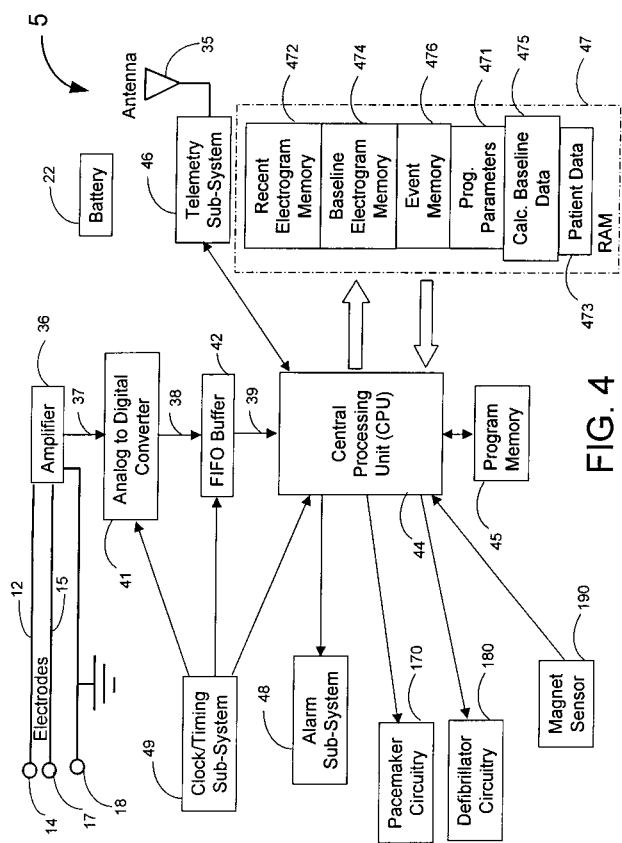 5
35
Antenna
22
Battery
46
Telemetry
Sub-System
472
474
476
471
475
47
Recent
Electrogram
Memory
Baseline
Electrogram
Memory
Event
Memory
Prog.
Parameters
Calc. Baseline
Data
Patient Data
RAM
473
36
Amplifier
37
Analog to Digital
Converter
41
38
42
FIFO Buffer
39
Central
Processing
Unit (CPU)
44
Program
Memory
45
12
Electrodes
15
14
17
18
Clock/Timing
Sub-System
49
48
Alarm
Sub-System
170
Pacemaker
Circuitry
180
Defibrillator
Circuitry
190
Magnet
Sensor
FIG. 4